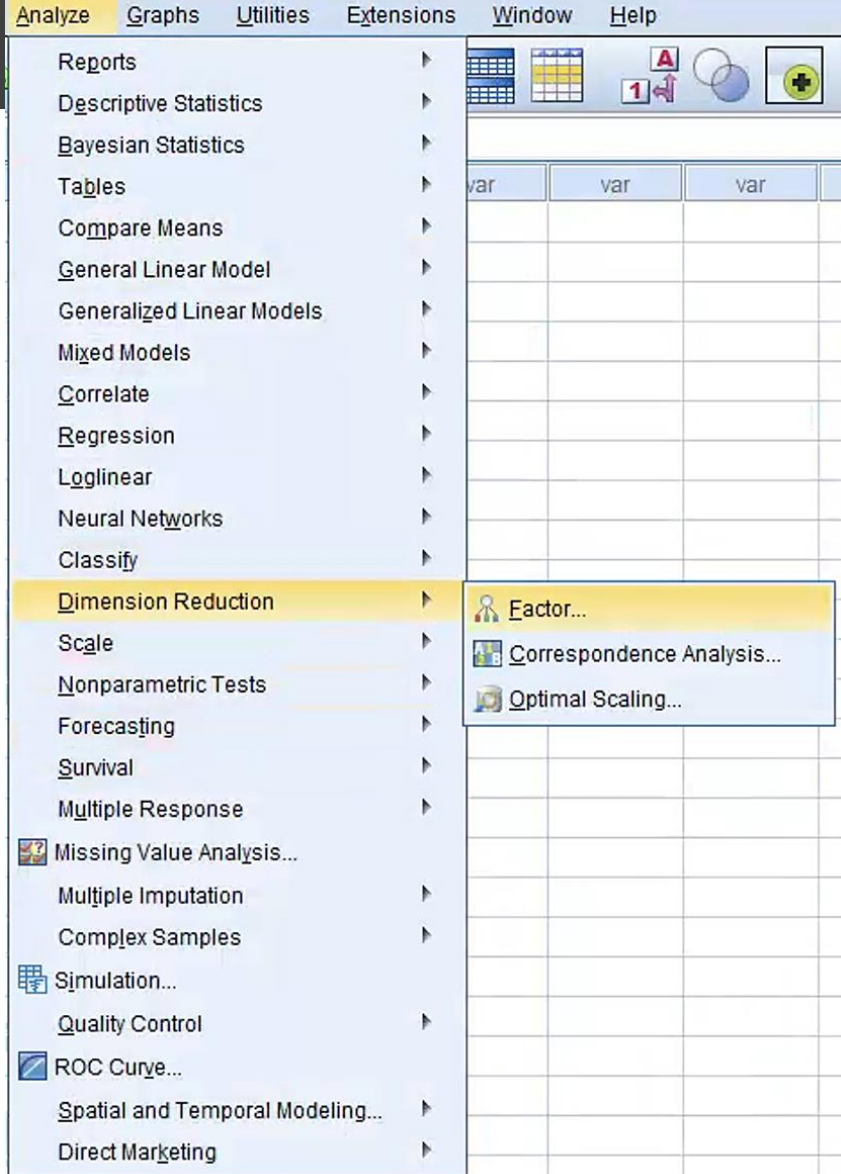 Analyze Graphs Utilities Extensions Window Help
Reports
Descriptive Statistics
Bayesian Statistics
Tables
Compare Means
General Linear Model
Generalized Linear Models
Mixed Models
Correlate
Regression
Loglinear
Neural Networks
Classify
Dimension Reduction
Scale
Nonparametric Tests
Forecasting
Survival
Multiple Response
Missing Value Analysis...
Multiple Imputation
Complex Samples
Simulation...
Quality Control
ROC Curve...
Spatial and Temporal Modeling...
Direct Marketing
Factor...
Correspondence Analysis...
Optimal Scaling...
A
1
var var var